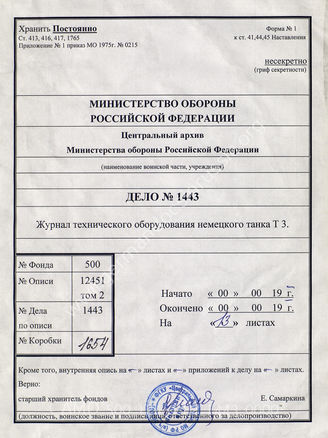 Хранить Постоянно
Форма № 1
Ст. 413, 416, 417, 1765
к ст. 41,44,45 Наставления
Приложение № 1 приказ МО 1975г. № 0215
несекретно
(гриф секретности)
МИНИСТЕРСТВО ОБОРОНЫ
РОССИЙСКОЙ ФЕДЕРАЦИИ
Центральный архив
Министерства обороны Российской Федерации
(наименование воинской части, учреждения)
ДЕЛО № 1443
Журнал технического оборудования немецкого танка Т 3.
№ Фонда 500
№ Описи 12451
том 2
№ Дела 1443
по описи
№ Коробки 1654
Начато « 00 » 00 19 г.
Окончено « 00 » 00 19 г.
На « 13 » листах
Кроме того, внутренняя опись на «-» листах и «-» приложений к делу на «-» листах.
Верно:
старший хранитель фондов
Е. Самаркина
(должность, воинское звание и подпись лица, ответственного за делопроизводство)